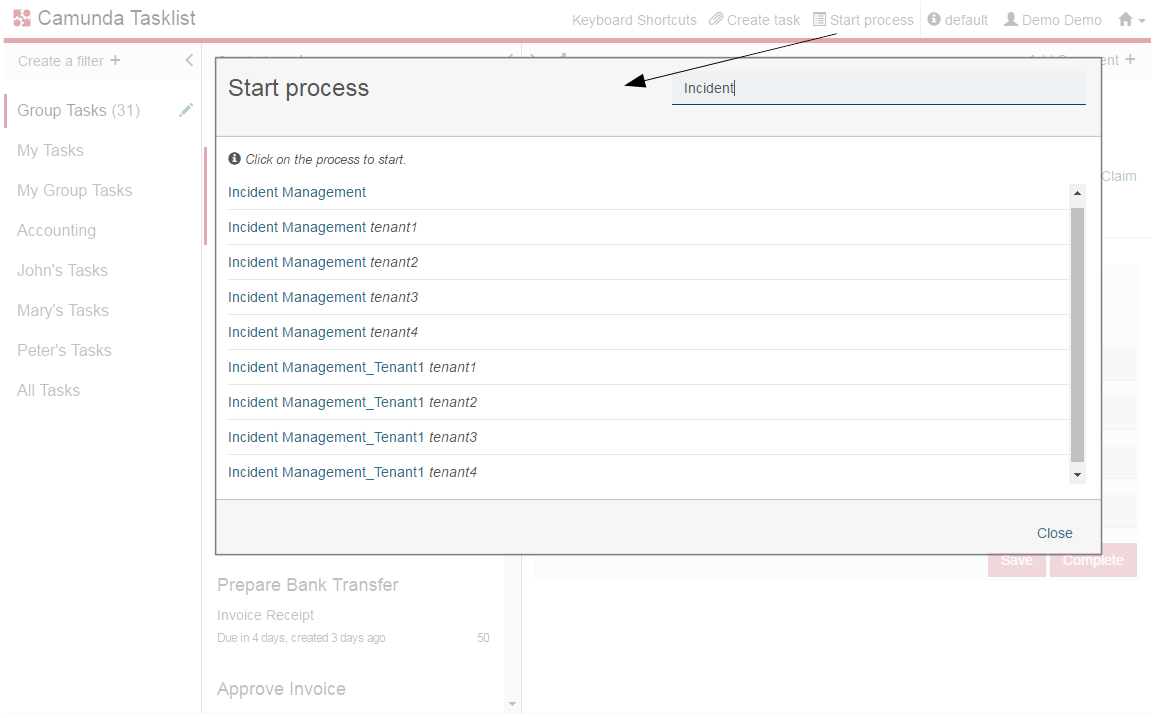 Camunda Tasklist
Keyboard Shortcuts Create task Start process default Demo Demo
Create a filter +
Group Tasks (31)
My Tasks
My Group Tasks
Accounting
John's Tasks
Mary's Tasks
Peter's Tasks
All Tasks
Start process
Incident
Click on the process to start.
Incident Management
Incident Management tenant1
Incident Management tenant2
Incident Management tenant3
Incident Management tenant4
Incident Management_Tenant1 tenant1
Incident Management_Tenant1 tenant2
Incident Management_Tenant1 tenant3
Incident Management_Tenant1 tenant4
Close
Claim
Save Complete
Prepare Bank Transfer
Invoice Receipt
Due in 4 days, created 3 days ago 50
Approve Invoice